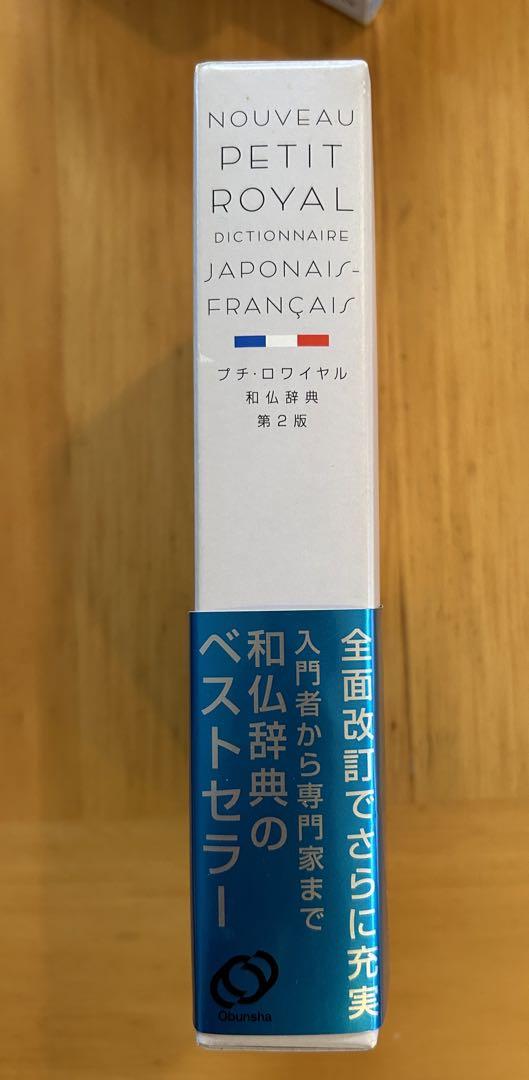 NOUVEAU
PETIT
ROYAL
DICTIONNAIRE
JAPONAIS-
FRANÇAIS
プチ・ロワイヤル
和仏辞典
第2版
全面改訂でさらに充実
入門者から専門家まで
和仏辞典の
ベストセラー
Obunsha